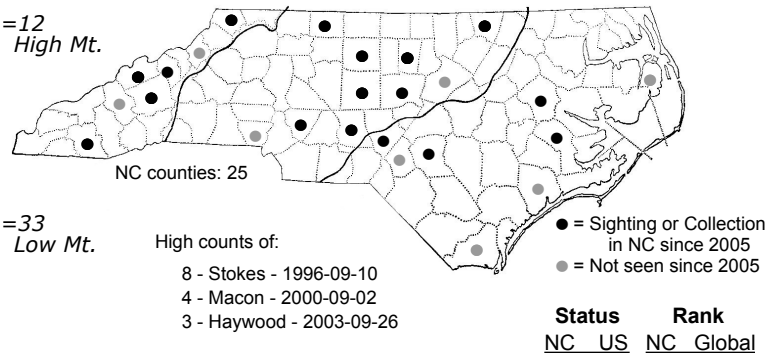 =12
High Mt.
NC counties: 25
=33
Low Mt.
High counts of:
8 - Stokes - 1996-09-10
4 - Macon - 2000-09-02
3 - Haywood - 2003-09-26
● = Sighting or Collection
in NC since 2005
● = Not seen since 2005
Status Rank
NC US NC Global